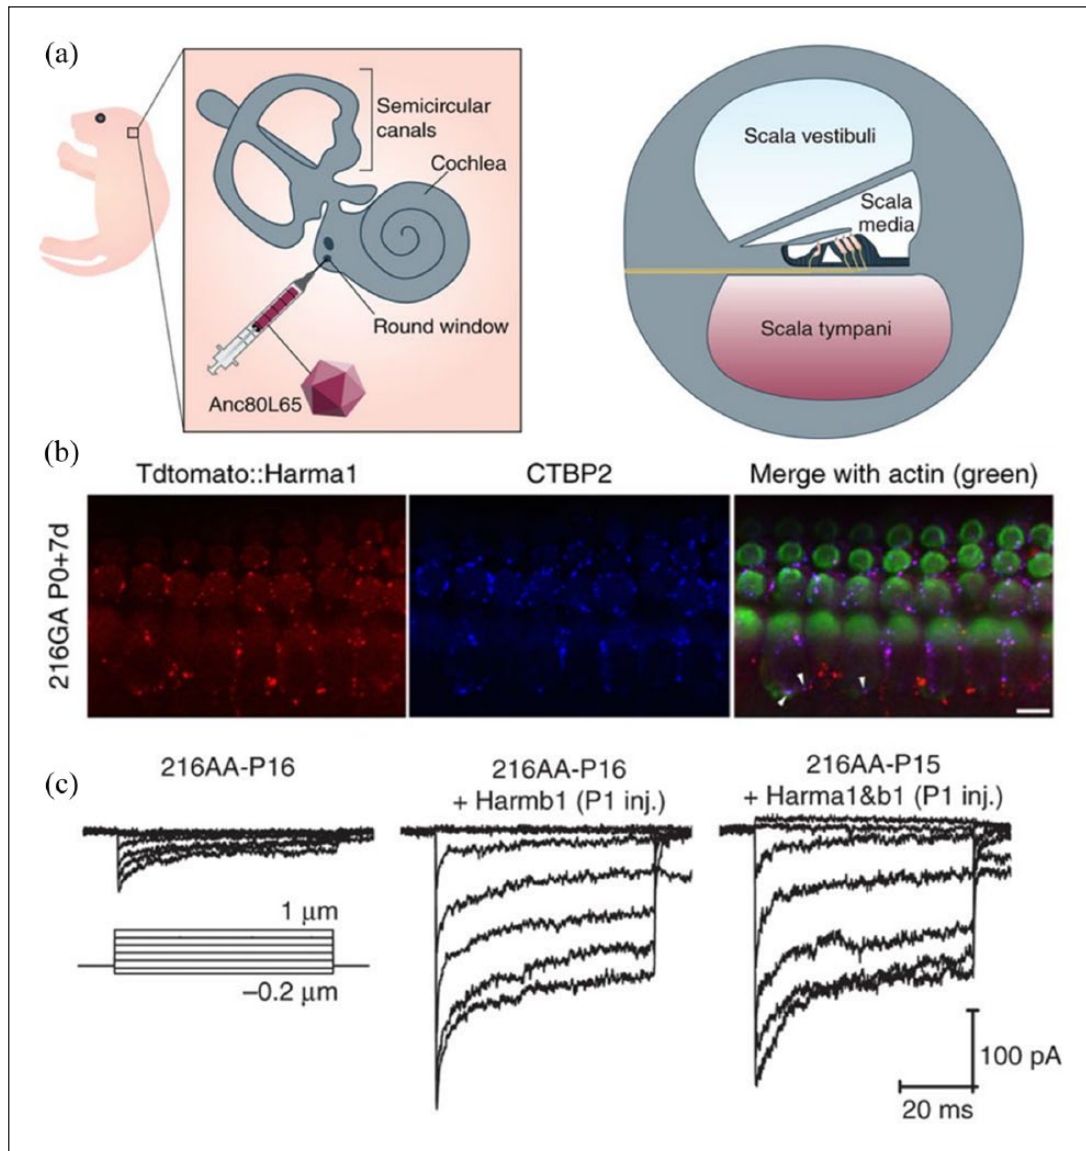 (a)
Semicircular
canals
Cochlea
Round window
Anc80L65
Scala vestibuli
Scala
media
Scala tympani
(b)
Tdtomato::Harma1
CTBP2
Merge with actin (green)
216GA P0+7d
(c)
216AA-P16
216AA-P16
+ Harmb1 (P1 inj.)
216AA-P15
+ Harma1&b1 (P1 inj.)
1 μm
–0.2 μm
100 pA
20 ms